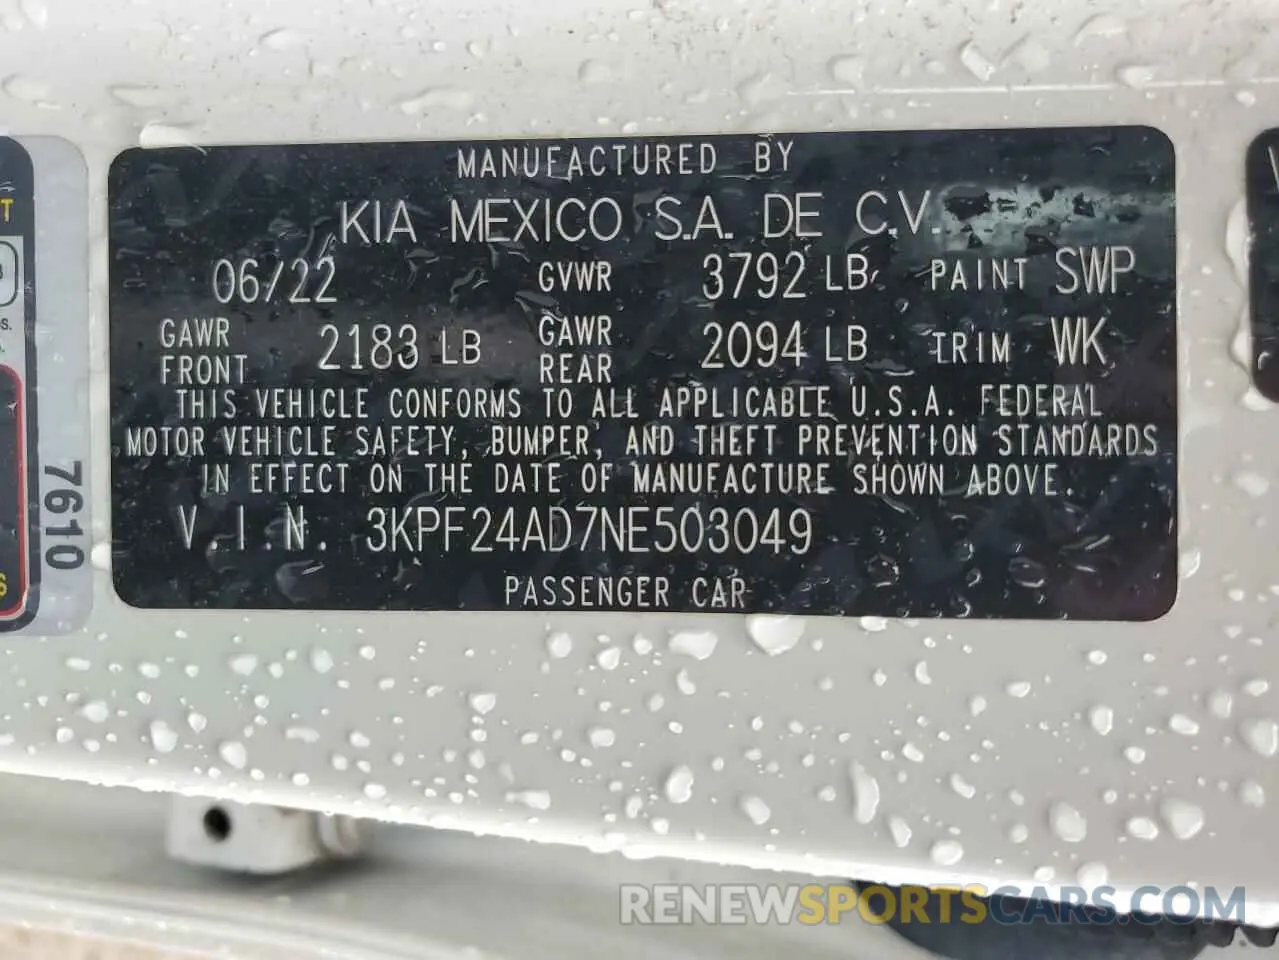 MANUFACTURED BY
KIA MEXICO S.A. DE C.V.
06/22 GVWR 3792 LB PAINT SWP
GAWR FRONT 2183 LB GAWR REAR 2094 LB TRIM WK
THIS VEHICLE CONFORMS TO ALL APPLICABLE U.S.A. FEDERAL
MOTOR VEHICLE SAFETY, BUMPER, AND THEFT PREVENTION STANDARDS
IN EFFECT ON THE DATE OF MANUFACTURE SHOWN ABOVE.
V.I.N. 3KPF24AD7NE503049
PASSENGER CAR
7610
RENEWSPORTSCARS.COM